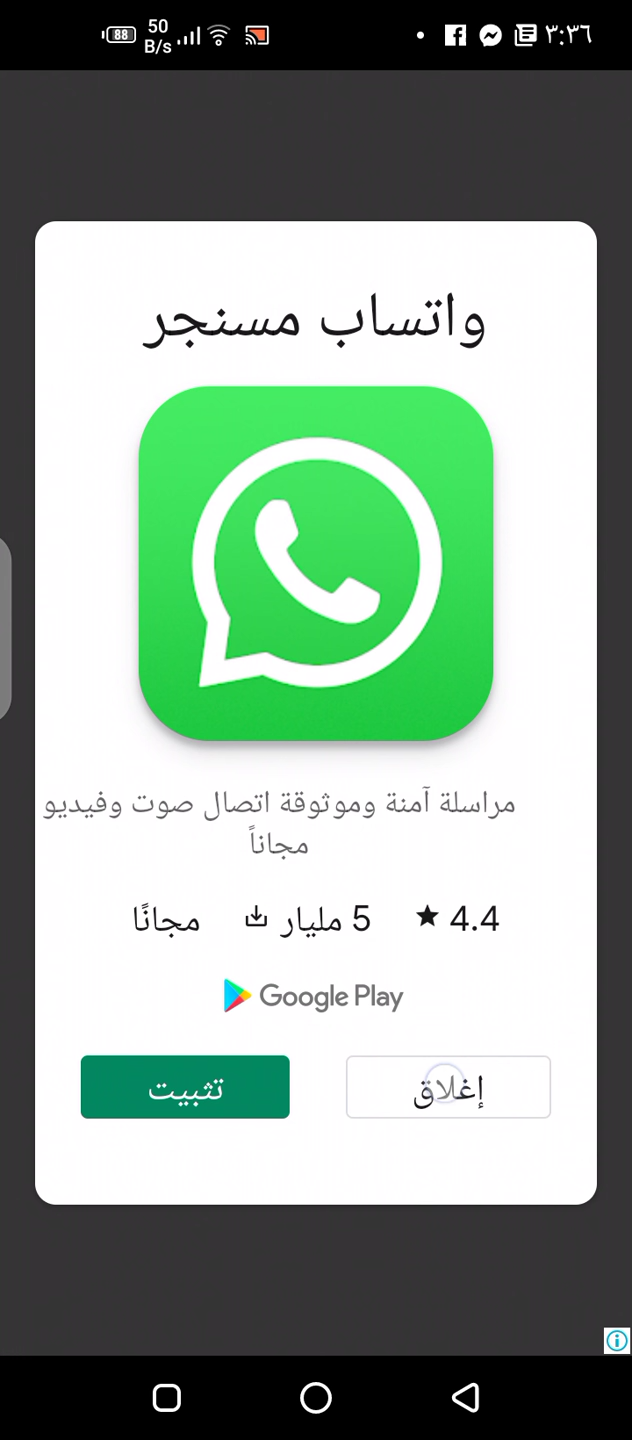 88
50
B/s
٣:٣٦
واتساب مسنجر
مراسلة آمنة وموثوقة اتصال صوت وفيديو
مجاناً
4.4 ★ 5 مليار مجانًا
Google Play
إغلاق
تثبيت